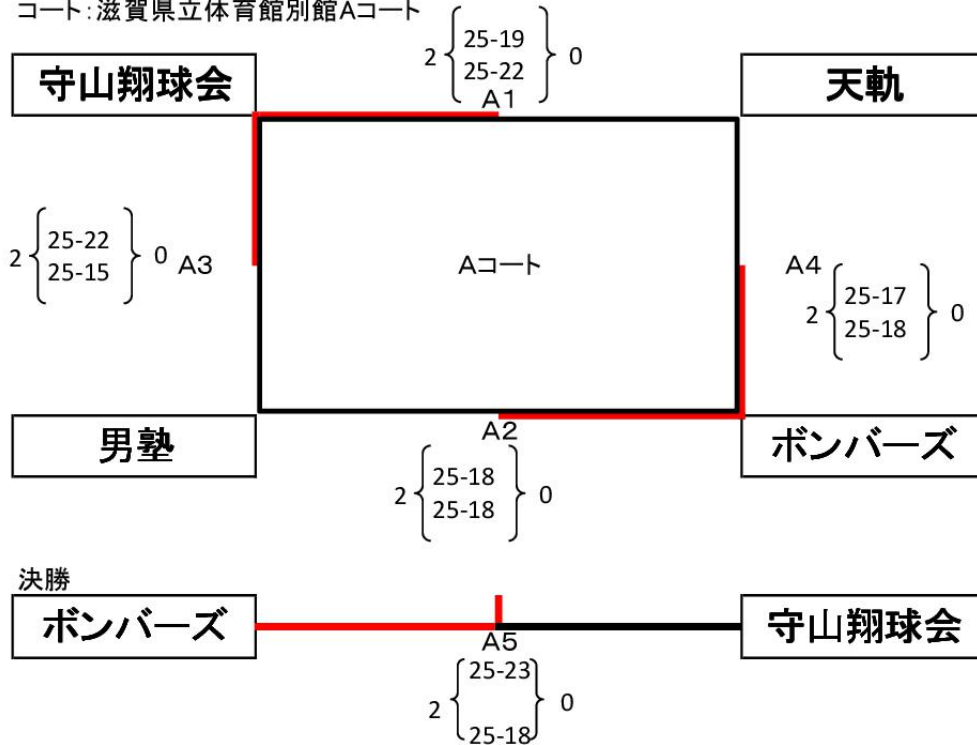 コート：滋賀県立体育館別館Aコート
2 25-19 0
25-22
A1
守山翔球会
天軌
2 25-22 0 A3
25-15
Aコート
A4
2 25-17 0
25-18
男塾
A2
ボンバーズ
2 25-18 0
25-18
決勝
ボンバーズ
守山翔球会
A5
25-23
2 0
25-18